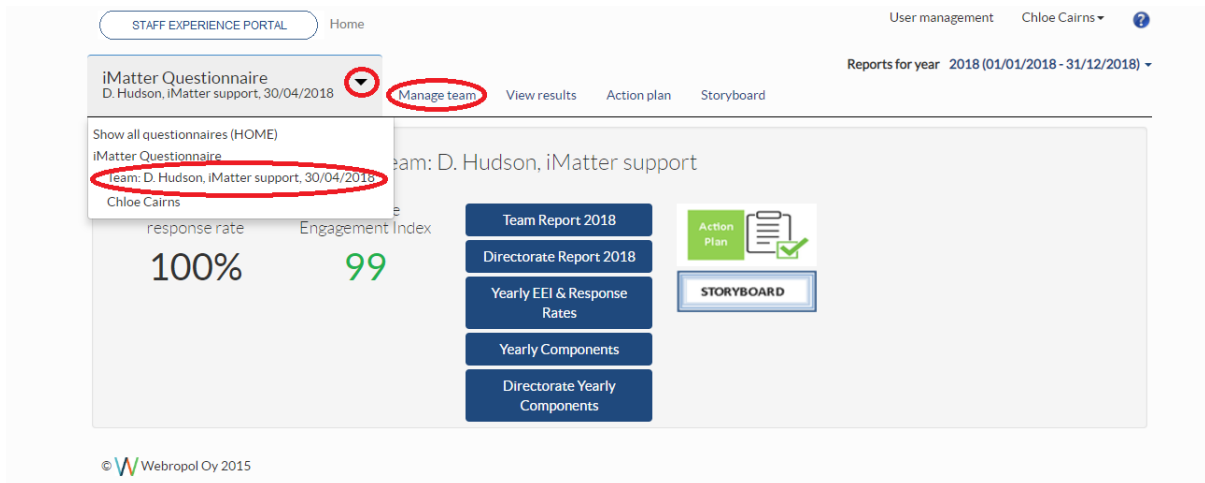 STAFF EXPERIENCE PORTAL
Home
User management
Chloe Cairns
?
iMatter Questionnaire
D. Hudson, iMatter support, 30/04/2018
Manage team
View results
Action plan
Storyboard
Reports for year 2018 (01/01/2018 - 31/12/2018)
Show all questionnaires (HOME)
iMatter Questionnaire
Team: D. Hudson, iMatter support, 30/04/2018
Chloe Cairns
eam: D. Hudson, iMatter support
response rate
100%
e
Engagement Index
99
Team Report 2018
Directorate Report 2018
Yearly EEI & Response
Rates
Yearly Components
Directorate Yearly
Components
Action
Plan
STORYBOARD
© Webropol Oy 2015